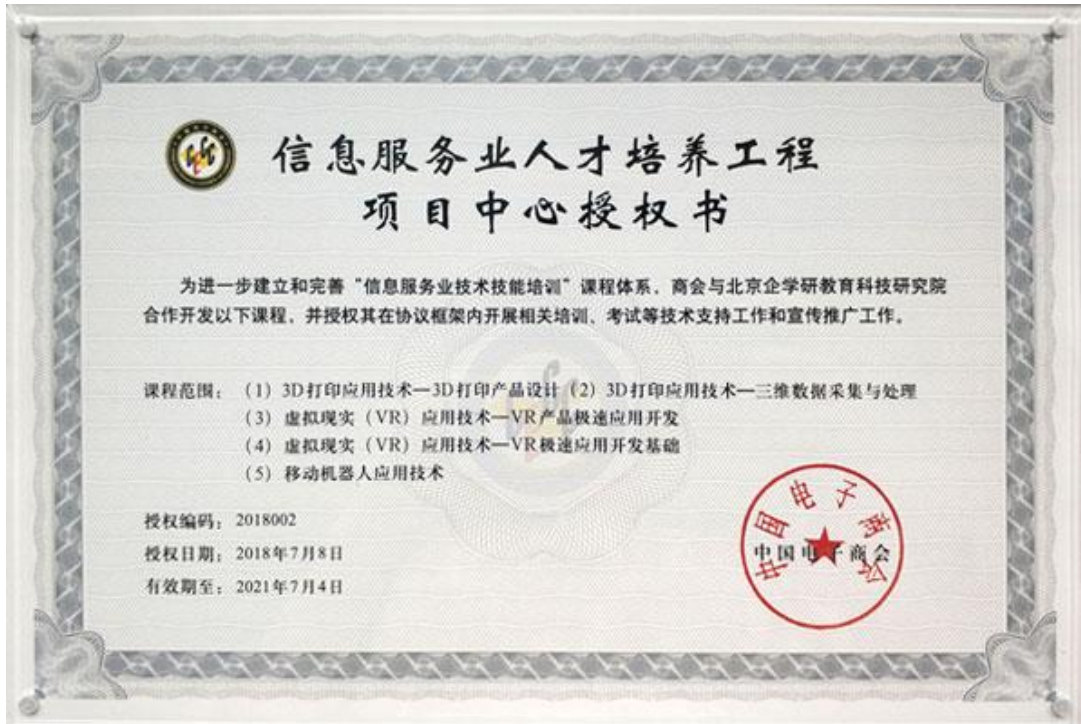 信息服务业人才培养工程
项目中心授权书
为进一步建立和完善“信息服务业技术技能培训”课程体系，商会与北京企学研教育科技研究院
合作开发以下课程，并授权其在协议框架内开展相关培训、考试等技术支持工作和宣传推广工作。
课程范围：（1）3D打印应用技术—3D打印产品设计（2）3D打印应用技术—三维数据采集与处理
（3）虚拟现实（VR）应用技术—VR产品极速应用开发
（4）虚拟现实（VR）应用技术—VR极速应用开发基础
（5）移动机器人应用技术
授权编码：2018002
授权日期：2018年7月8日
有效期至：2021年7月4日
中国电子商会
中国电子商会